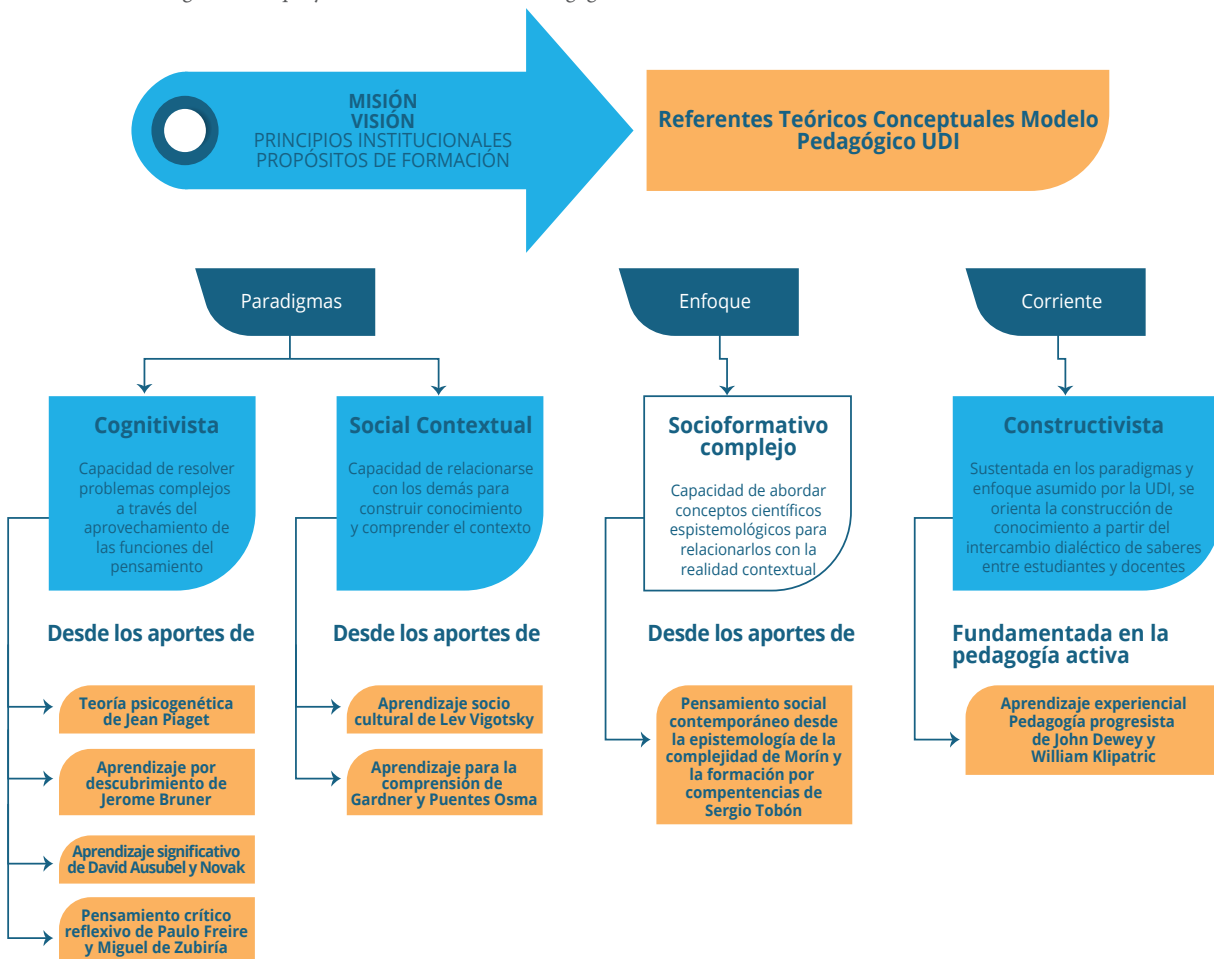 MISIÓN
VISIÓN
PRINCIPIOS INSTITUCIONALES
PROPÓSITOS DE FORMACIÓN
Referentes Teóricos Conceptuales Modelo
Pedagógico UDI
Paradigmas
Enfoque
Corriente
Cognitivista
Capacidad de resolver
problemas complejos
a través del
aprovechamiento de
las funciones del
pensamiento
Social Contextual
Capacidad de relacionarse
con los demás para
construir conocimiento
y comprender el contexto
Socioformativo
complejo
Capacidad de abordar
conceptos científicos
espistemológicos para
relacionarlos con la
realidad contextual
Constructivista
Sustentada en los paradigmas y
enfoque asumido por la UDI, se
orienta la construcción de
conocimiento a partir del
intercambio dialéctico de saberes
entre estudiantes y docentes
Desde los aportes de
Teoría psicogenética
de Jean Piaget
Aprendizaje por
descubrimiento de
Jerome Bruner
Aprendizaje significativo
de David Ausubel y Novak
Pensamiento crítico
reflexivo de Paulo Freire
y Miguel de Zubiría
Desde los aportes de
Aprendizaje socio
cultural de Lev Vigotsky
Aprendizaje para la
comprensión de
Gardner y Puentes Osma
Desde los aportes de
Pensamiento social
contemporáneo desde
la epistemología de la
complejidad de Morín y
la formación por
competencias de
Sergio Tobón
Fundamentada en la
pedagogía activa
Aprendizaje experiencial
Pedagogía progresista
de John Dewey y
William Klipatric